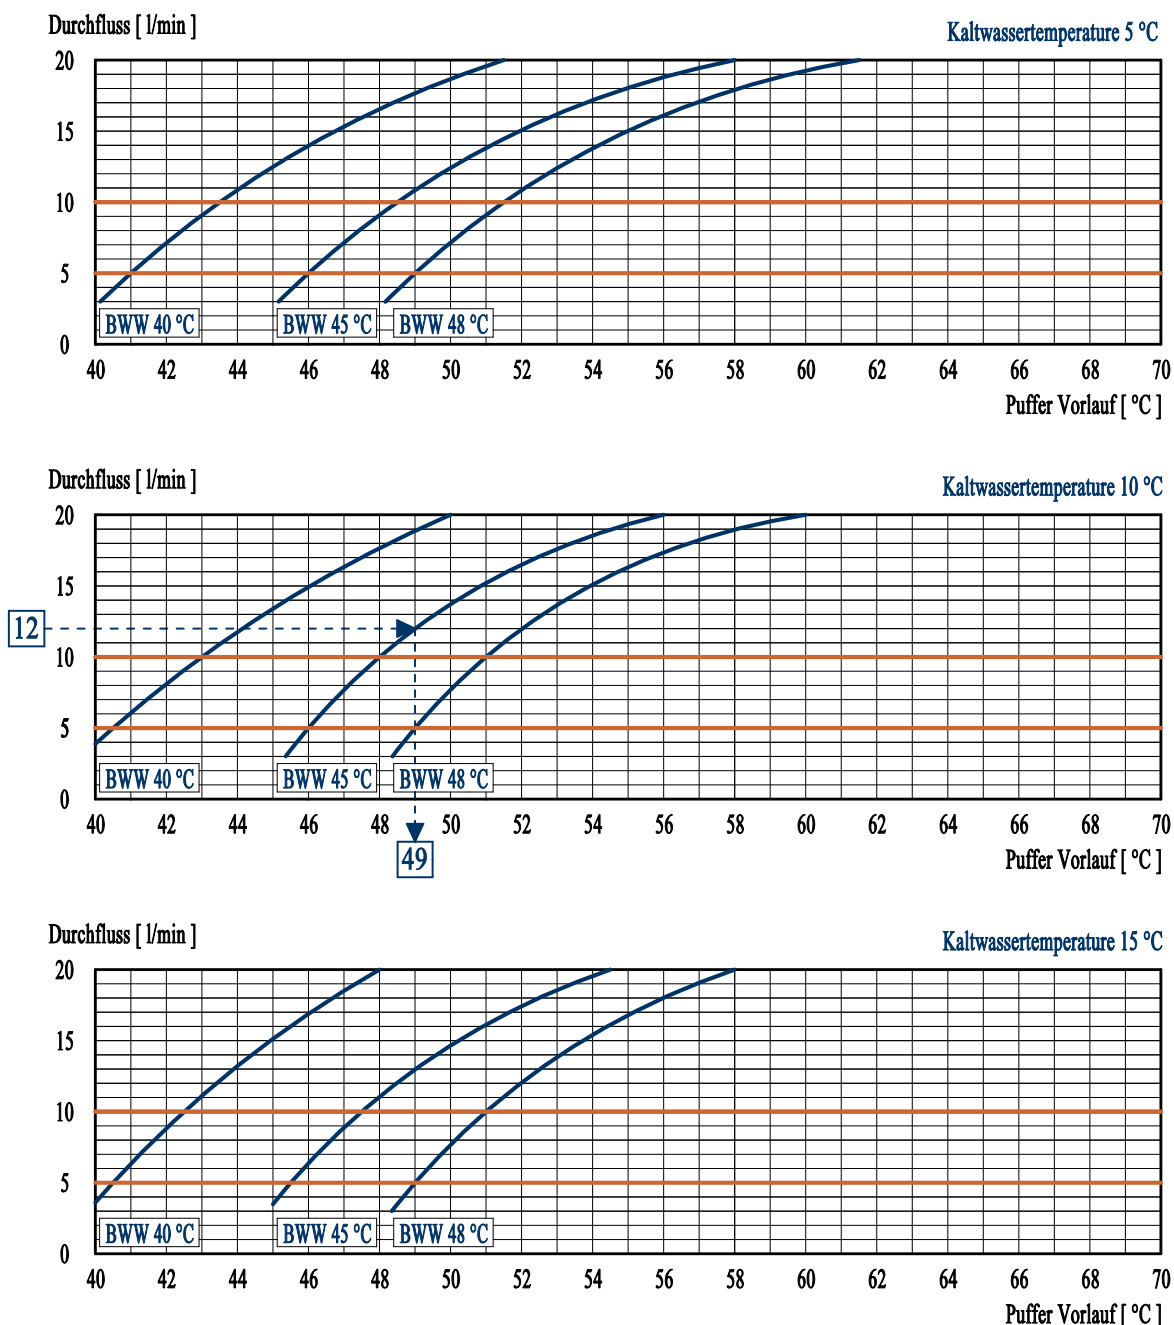 Durchfluss [ l/min ]
Kaltwassertemperature 5 °C
20
15
10
5
0
BWW 40 °C BWW 45 °C BWW 48 °C
40 42 44 46 48 50 52 54 56 58 60 62 64 66 68 70
Puffer Vorlauf [ °C ]
Durchfluss [ l/min ]
Kaltwassertemperature 10 °C
20
15
12
10
5
BWW 40 °C BWW 45 °C BWW 48 °C
0
40 42 44 46 48 50 52 54 56 58 60 62 64 66 68 70
49
Puffer Vorlauf [ °C ]
Durchfluss [ l/min ]
Kaltwassertemperature 15 °C
20
15
10
5
BWW 40 °C BWW 45 °C BWW 48 °C
0
40 42 44 46 48 50 52 54 56 58 60 62 64 66 68 70
Puffer Vorlauf [ °C ]